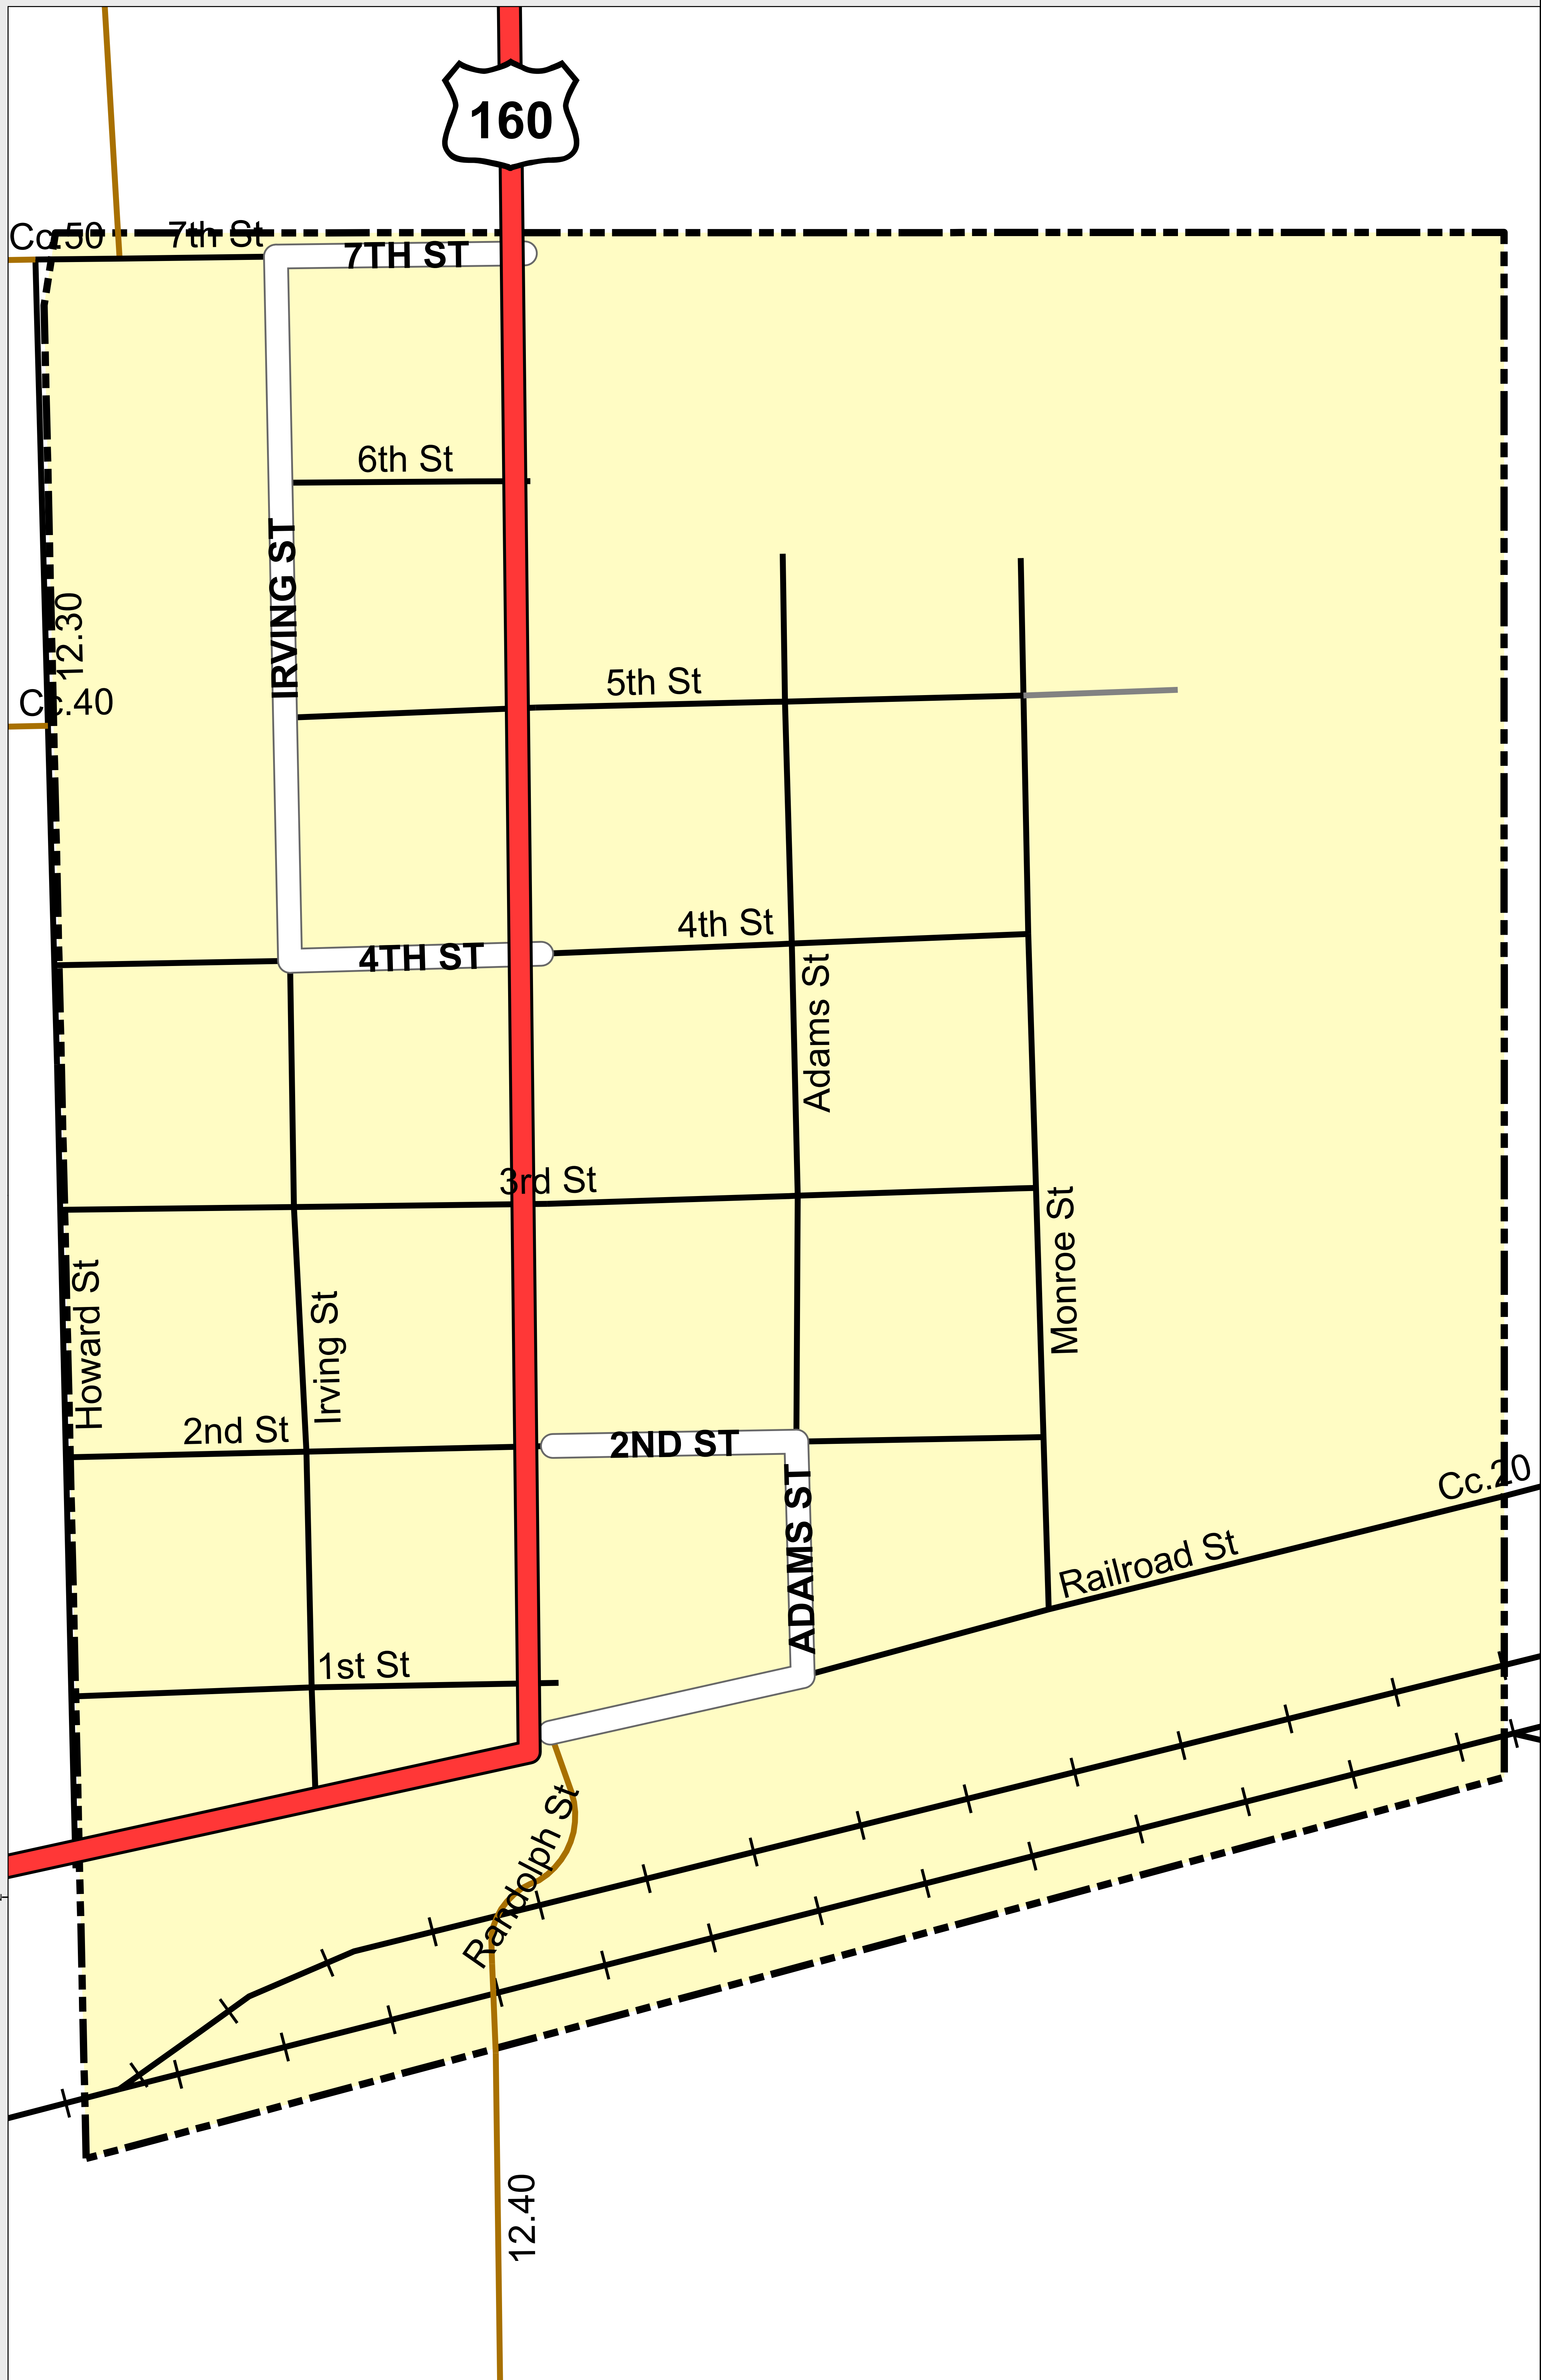 160
Cc.50
7th St
7TH ST
6th St
IRVING ST
12.30
5th St
Cc.40
4th St
4TH ST
Adams St
3rd St
Monroe St
Howard St
Irving St
2nd St
2ND ST
ADAMS ST
Cc.20
Railroad St
1st St
Randolph St
12.40